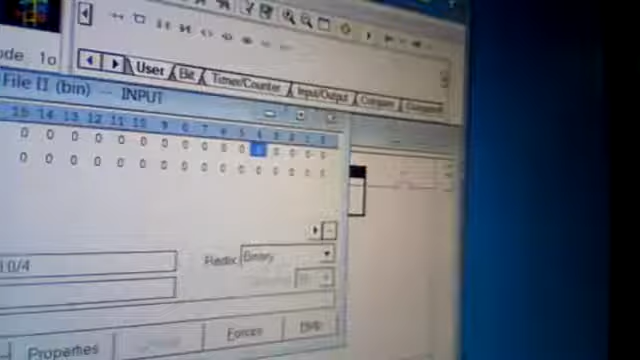 ode 1o
User Bit Timer/Counter Input/Output Compare
File I1 (bin) -- INPUT
15 14 13 12 11 10 9 8 7 6 5 4 3 2 1 0
0 0 0 0 0 0 0 0 0 0 0 0 0 0 0
0 0 0 0 0 0 0 0 0 0 0 0 0 0 0 0
Radix: Binary
:0/4
Properties Forces Help